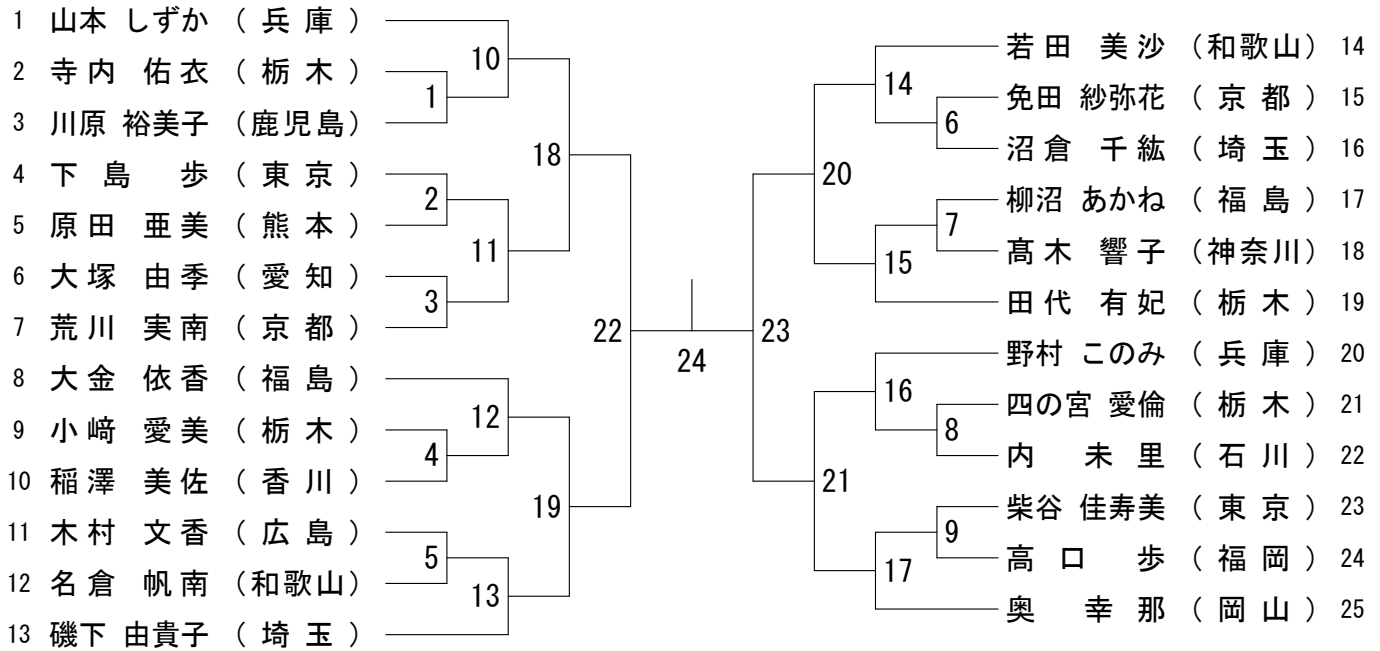 1 山本 しずか （ 兵 庫 ）
2 寺 内 佑 衣 （ 栃 木 ）
3 川原 裕美子 （鹿児島）
4 下 島 歩 （ 東 京 ）
5 原 田 亜 美 （ 熊 本 ）
6 大 塚 由 季 （ 愛 知 ）
7 荒 川 実 南 （ 京 都 ）
8 大 金 依 香 （ 福 島 ）
9 小 﨑 愛 美 （ 栃 木 ）
10 稲 澤 美 佐 （ 香 川 ）
11 木 村 文 香 （ 広 島 ）
12 名 倉 帆 南 （和歌山）
13 磯下 由貴子 （ 埼 玉 ）
10
1
18
2
11
3
22
12
4
19
5
13
24
23
20
14
6
7
15
21
16
8
9
17
若 田 美 沙 （和歌山） 14
免田 紗弥花 （ 京 都 ） 15
沼 倉 千 紘 （ 埼 玉 ） 16
柳沼 あかね （ 福 島 ） 17
髙 木 響 子 （神奈川） 18
田 代 有 妃 （ 栃 木 ） 19
野村 このみ （ 兵 庫 ） 20
四の宮 愛倫 （ 栃 木 ） 21
内 未 里 （ 石 川 ） 22
柴谷 佳寿美 （ 東 京 ） 23
高 口 歩 （ 福 岡 ） 24
奥 幸 那 （ 岡 山 ） 25